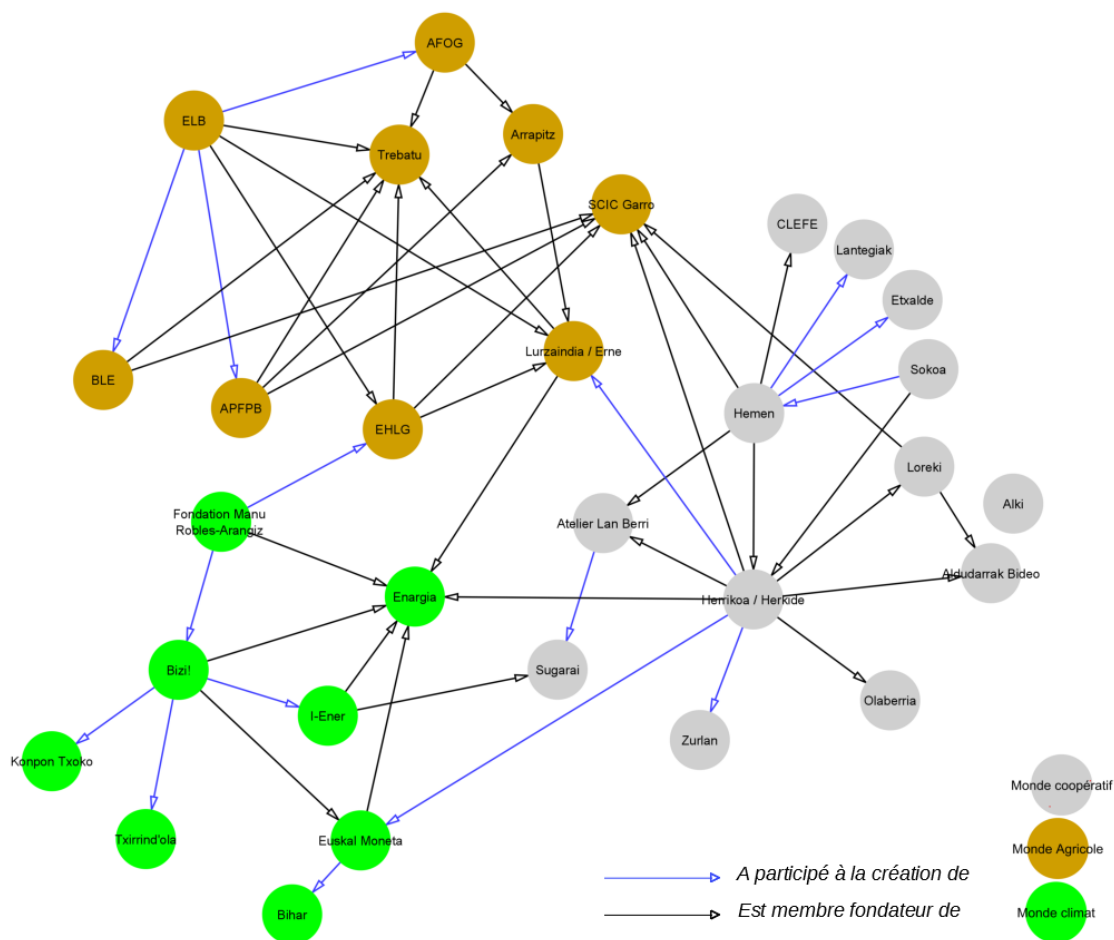 AFOG
ELB
Arrapitz
Trebatu
SCIC Garro
CLEFE
Lantegiak
Etxalde
Lurzaindia / Erne
Sokoa
BLE
APFPB
Hemen
EHLG
Loreki
Alki
Fondation Manu
Robles-Arangiz
Atelier Lan Berri
Aldudarrak Bideo
Enargia
Herrikoa / Herkide
Bizi!
Sugarai
I-Ener
Olaberria
Zurlan
Konpon Txoko
Monde coopératif
Txirrind'ola
Euskal Moneta
Monde Agricole
A participé à la création de
Bihar
Est membre fondateur de
Monde climat